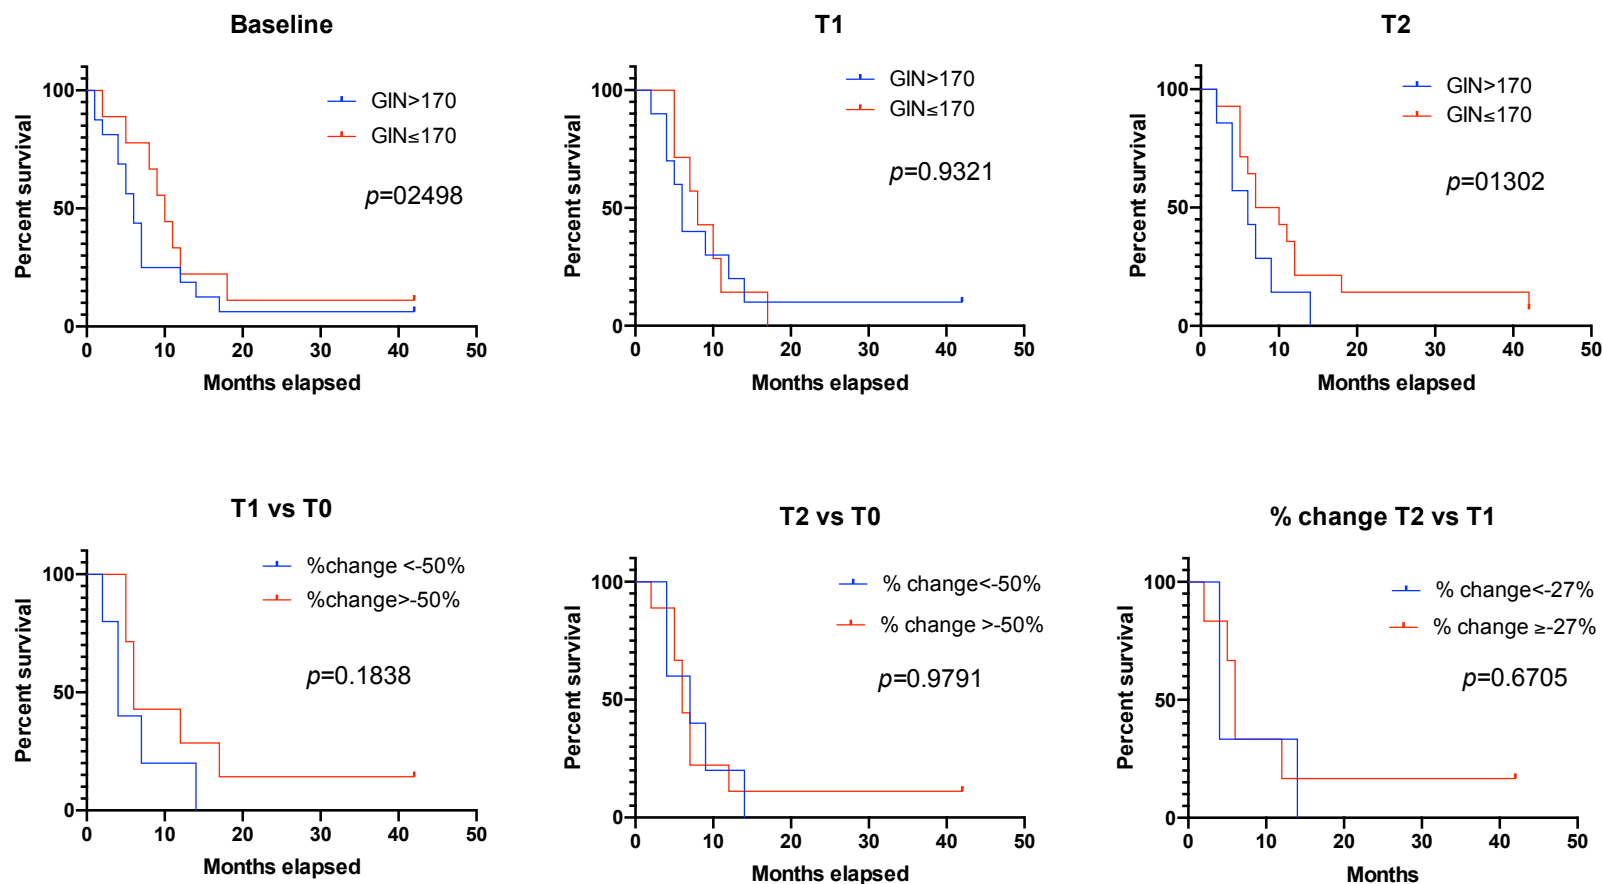 Baseline
Percent survival
100
50
0
0 10 20 30 40 50
Months elapsed
GIN>170
GIN≤170
p=02498
T1
Percent survival
100
50
0
0 10 20 30 40 50
Months elapsed
GIN>170
GIN≤170
p=0.9321
T2
Percent survival
100
50
0
0 10 20 30 40 50
Months elapsed
GIN>170
GIN≤170
p=01302
T1 vs T0
Percent survival
100
50
0
0 10 20 30 40 50
Months elapsed
%change <-50%
%change>-50%
p=0.1838
T2 vs T0
Percent survival
100
50
0
0 10 20 30 40 50
Months elapsed
% change<-50%
% change >-50%
p=0.9791
% change T2 vs T1
Percent survival
100
50
0
0 10 20 30 40 50
Months
% change<-27%
% change ≥-27%
p=0.6705